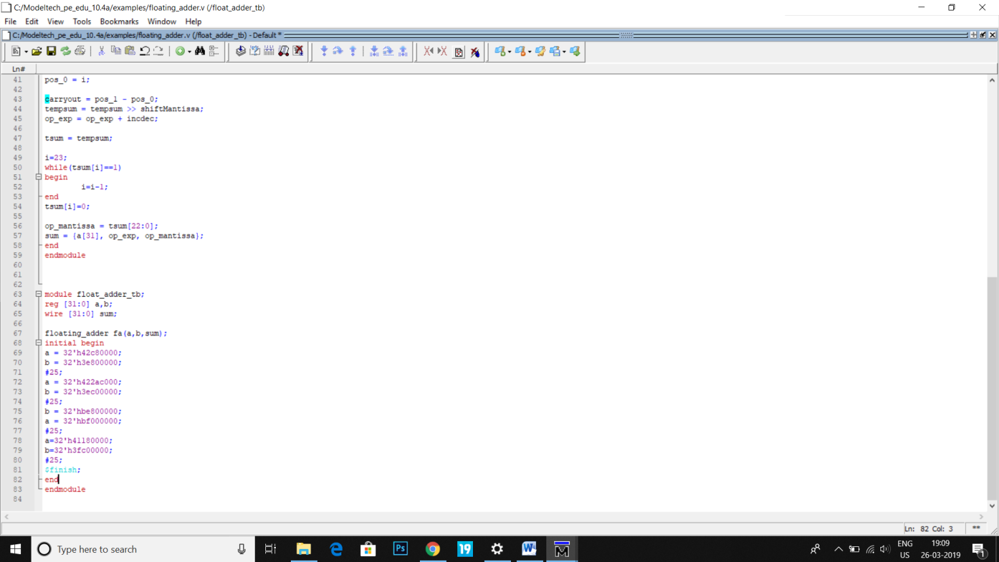 C:/Modeltech_pe_edu_10.4a/examples/floating_adder.v (/float_adder_tb)
File Edit View Tools Bookmarks Window Help
C:/Modeltech_pe_edu_10.4a/examples/floating_adder.v (/float_adder_tb) - Default *
Ln#
41 pos_0 = i;
42
43 carryout = pos_1 - pos_0;
44 tempsum = tempsum >> shiftMantissa;
45 op_exp = op_exp + incdec;
46
47 tsum = tempsum;
48
49 i=23;
50 while(tsum[i]==1)
51 begin
52 i=i-1;
53 end
54 tsum[i]=0;
55
56 op_mantissa = tsum[22:0];
57 sum = {a[31], op_exp, op_mantissa};
58 end
59 endmodule
60
61
62
63 module float_adder_tb;
64 reg [31:0] a,b;
65 wire [31:0] sum;
66
67 floating_adder fa(a,b,sum);
68 initial begin
69 a = 32'h42c80000;
70 b = 32'h3e800000;
71 #25;
72 a = 32'h422ac000;
73 b = 32'h3ec00000;
74 #25;
75 b = 32'hbe800000;
76 a = 32'hbf000000;
77 #25;
78 a=32'h41180000;
79 b=32'h3fc00000;
80 #25;
81 $finish;
82 end
83 endmodule
84
Ln: 82 Col: 3 **
Type here to search
Ps
19
W
M
ENG
US
19:09
26-03-2019
1